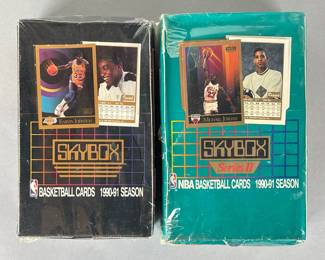 EARVIN JOHNSON
SKYBOX
NBA BASKETBALL CARDS 1990-91 SEASON
MICHAEL JORDAN
SKYBOX
Series II
NBA BASKETBALL CARDS 1990-91 SEASON